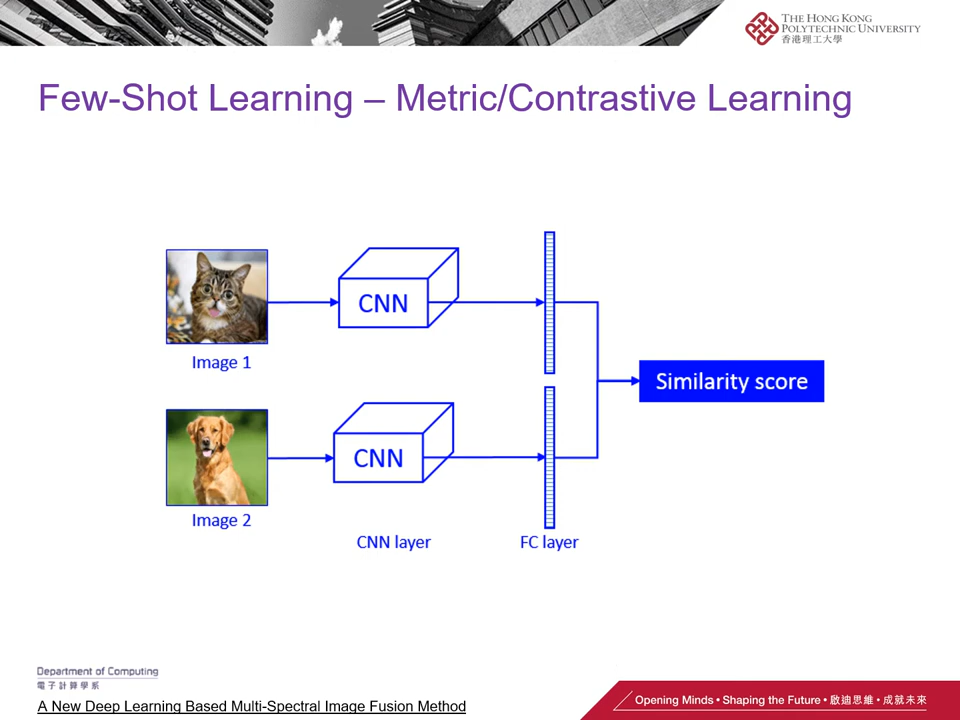 THE HONG KONG
POLYTECHNIC UNIVERSITY
香港理工大學
Few-Shot Learning – Metric/Contrastive Learning
CNN
Image 1
Similarity score
CNN
Image 2
CNN layer
FC layer
Department of Computing
電子計算學系
A New Deep Learning Based Multi-Spectral Image Fusion Method
Opening Minds • Shaping the Future • 啟迪思維 • 成就未來